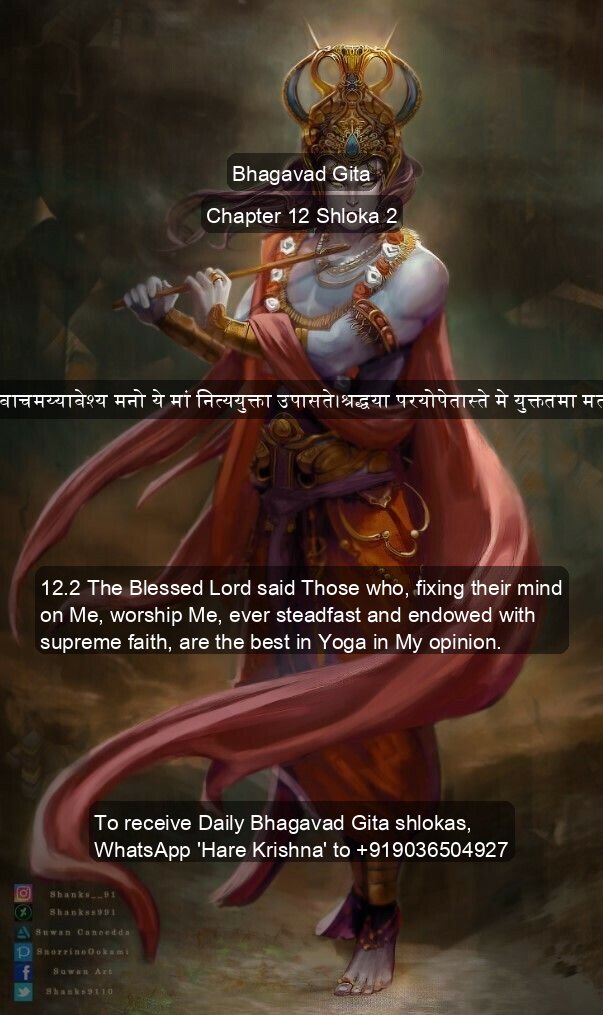 Bhagavad Gita
Chapter 12 Shloka 2
वाचमय्यावेश्य मनो ये मां नित्ययुक्ता उपासते।श्रद्धया परयोपेतास्ते मे युक्ततमा मत
12.2 The Blessed Lord said Those who, fixing their mind
on Me, worship Me, ever steadfast and endowed with
supreme faith, are the best in Yoga in My opinion.
To receive Daily Bhagavad Gita shlokas,
WhatsApp 'Hare Krishna' to +919036504927
Shanks__91
Shankss991
Suwan Cancedda
SnorrinoOokami
Suwan Art
Shanks9110